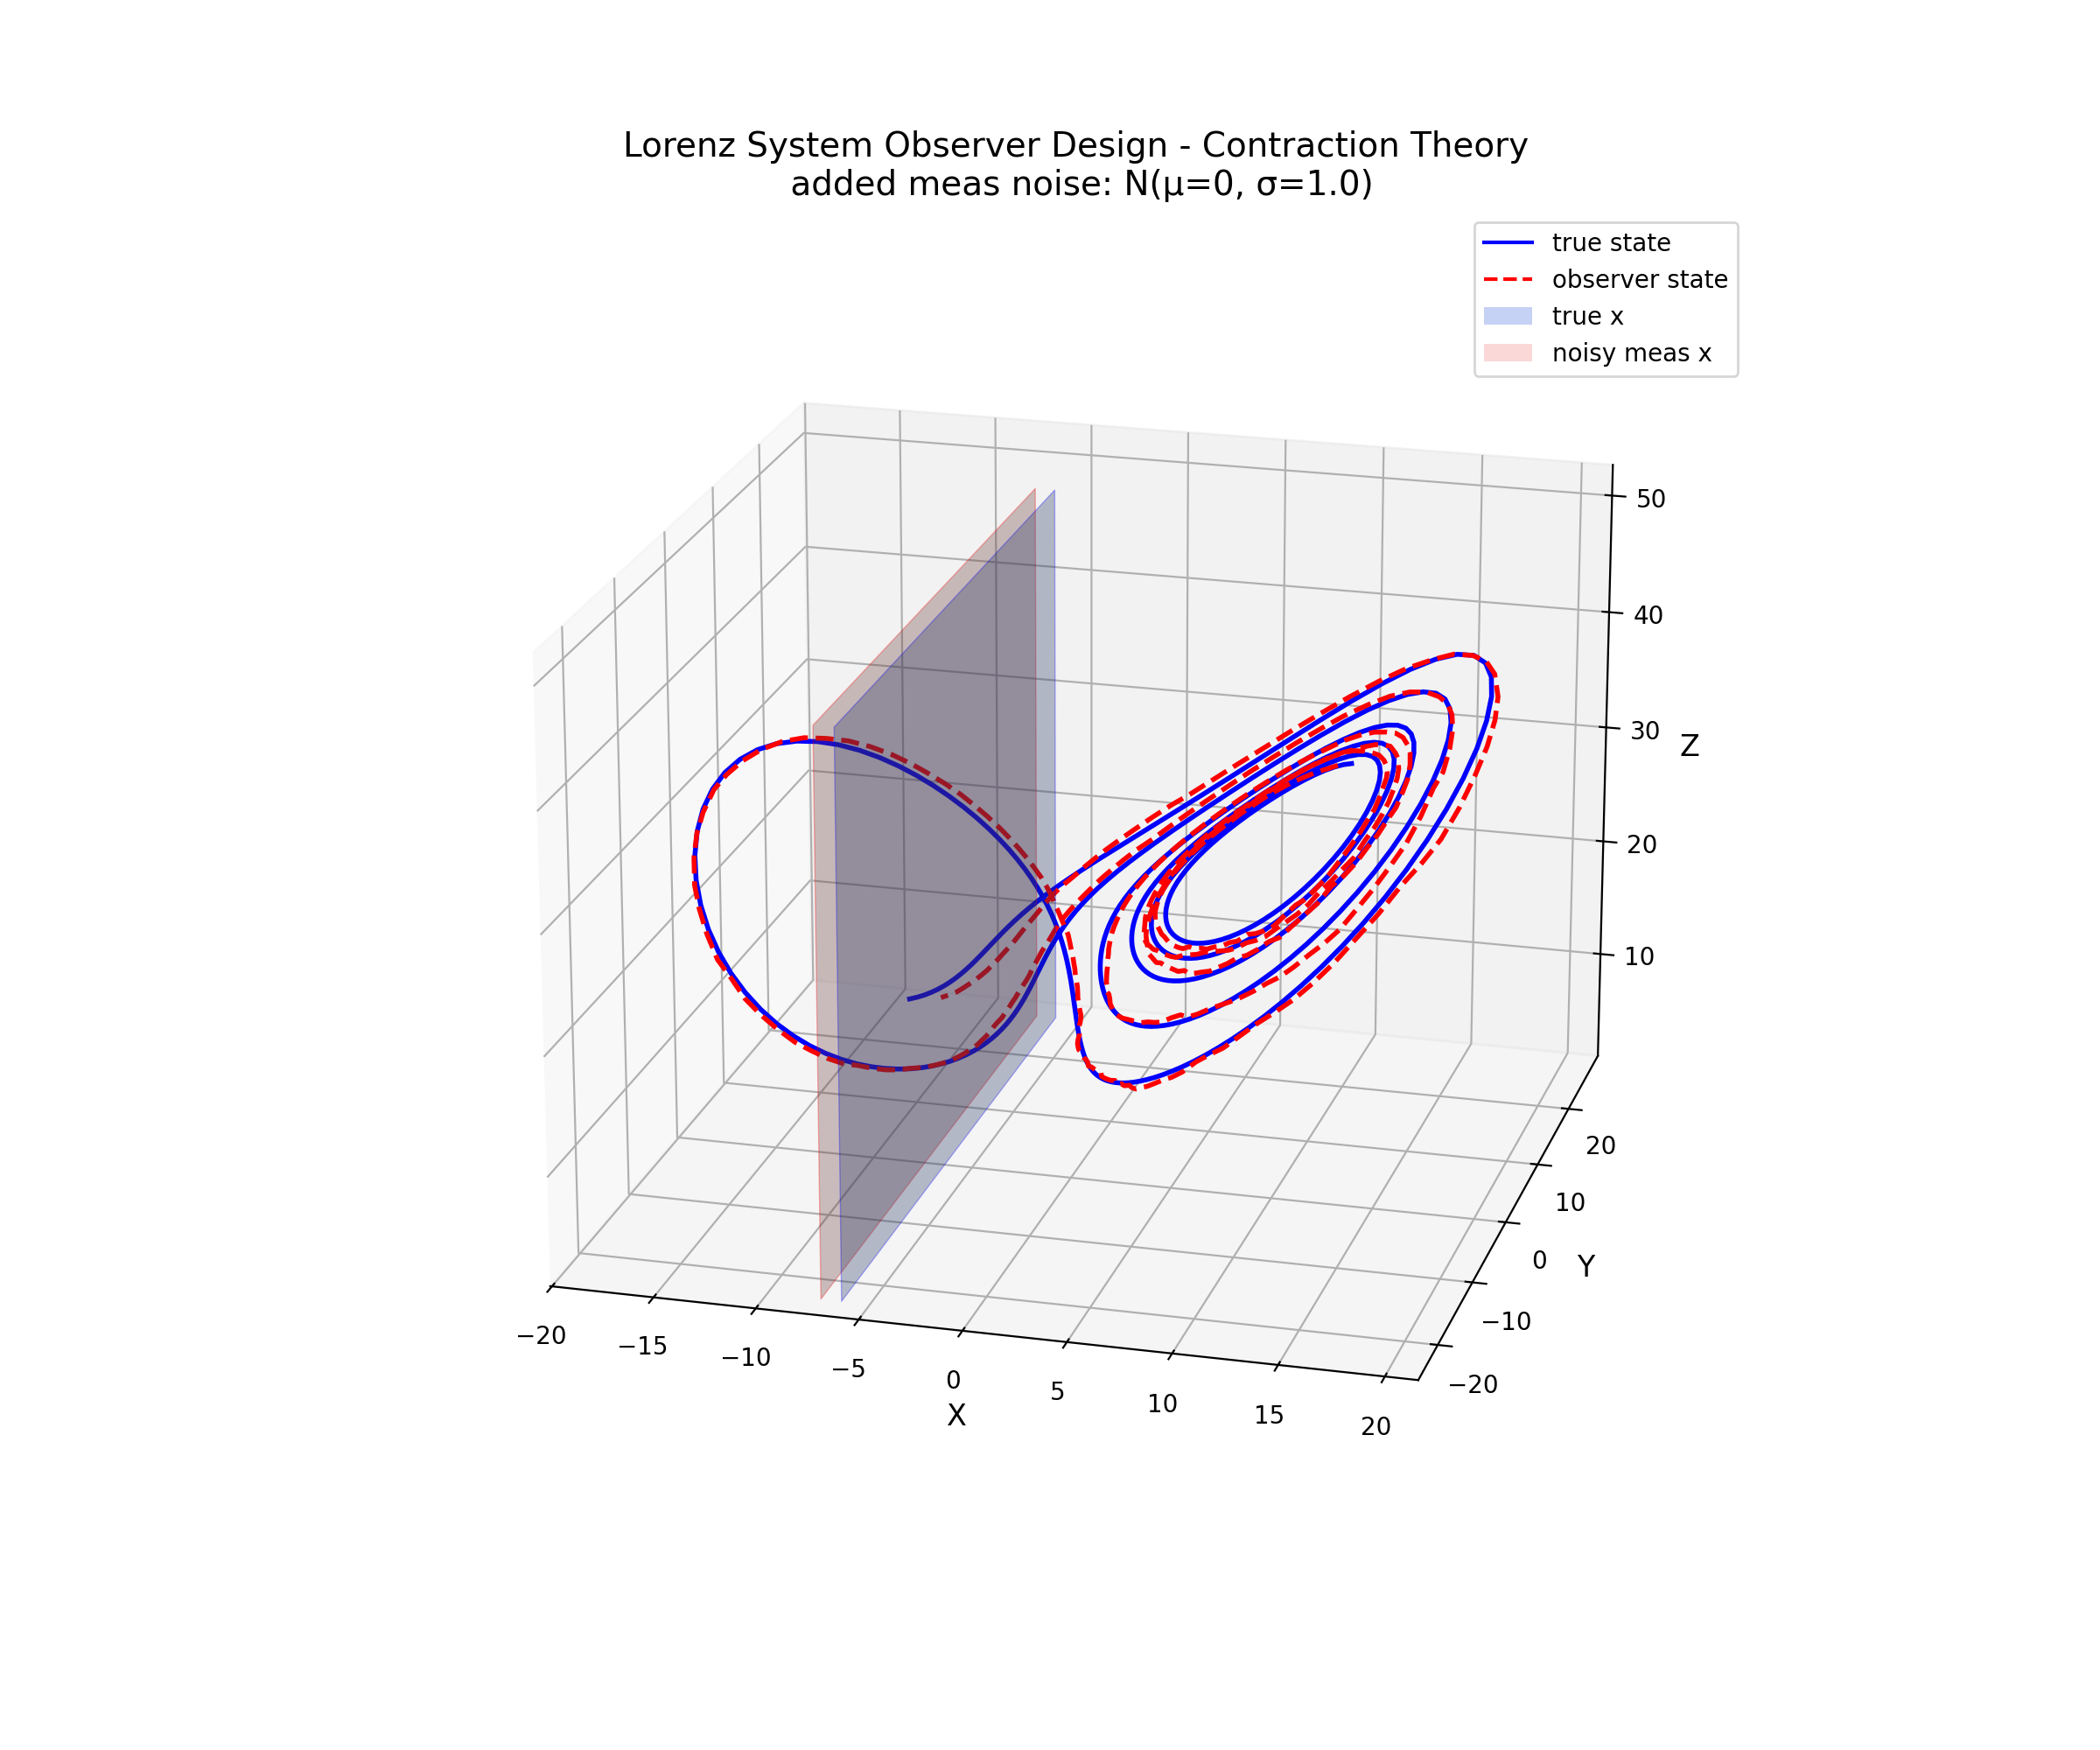 Lorenz System Observer Design - Contraction Theory
added meas noise: N(μ=0, σ=1.0)
true state
observer state
true x
noisy meas x
50
40
30
Z
20
10
20
10
0
Y
−10
−20
−20
−15
−10
−5
0
5
10
15
20
X